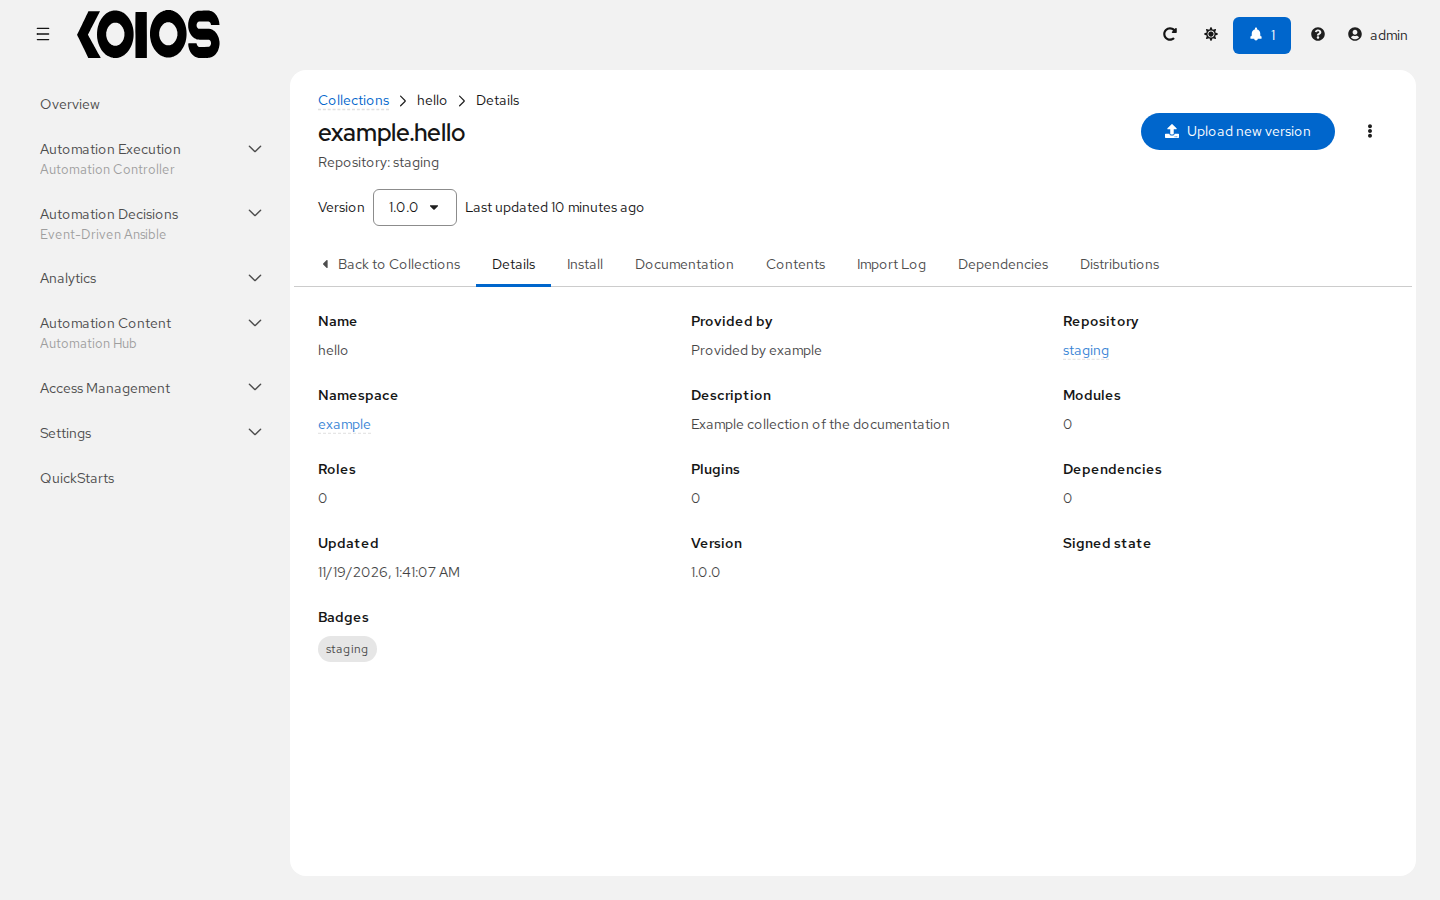 KOIOS
1
admin
Overview
Automation Execution
Automation Controller
Automation Decisions
Event-Driven Ansible
Analytics
Automation Content
Automation Hub
Access Management
Settings
QuickStarts
Collections hello Details
example.hello
Upload new version
Repository: staging
Version 1.0.0 Last updated 10 minutes ago
Back to Collections Details Install Documentation Contents Import Log Dependencies Distributions
Name Provided by Repository
hello Provided by example staging
Namespace Description Modules
example Example collection of the documentation 0
Roles Plugins Dependencies
0 0 0
Updated Version Signed state
11/19/2026, 1:41:07 AM 1.0.0
Badges
staging